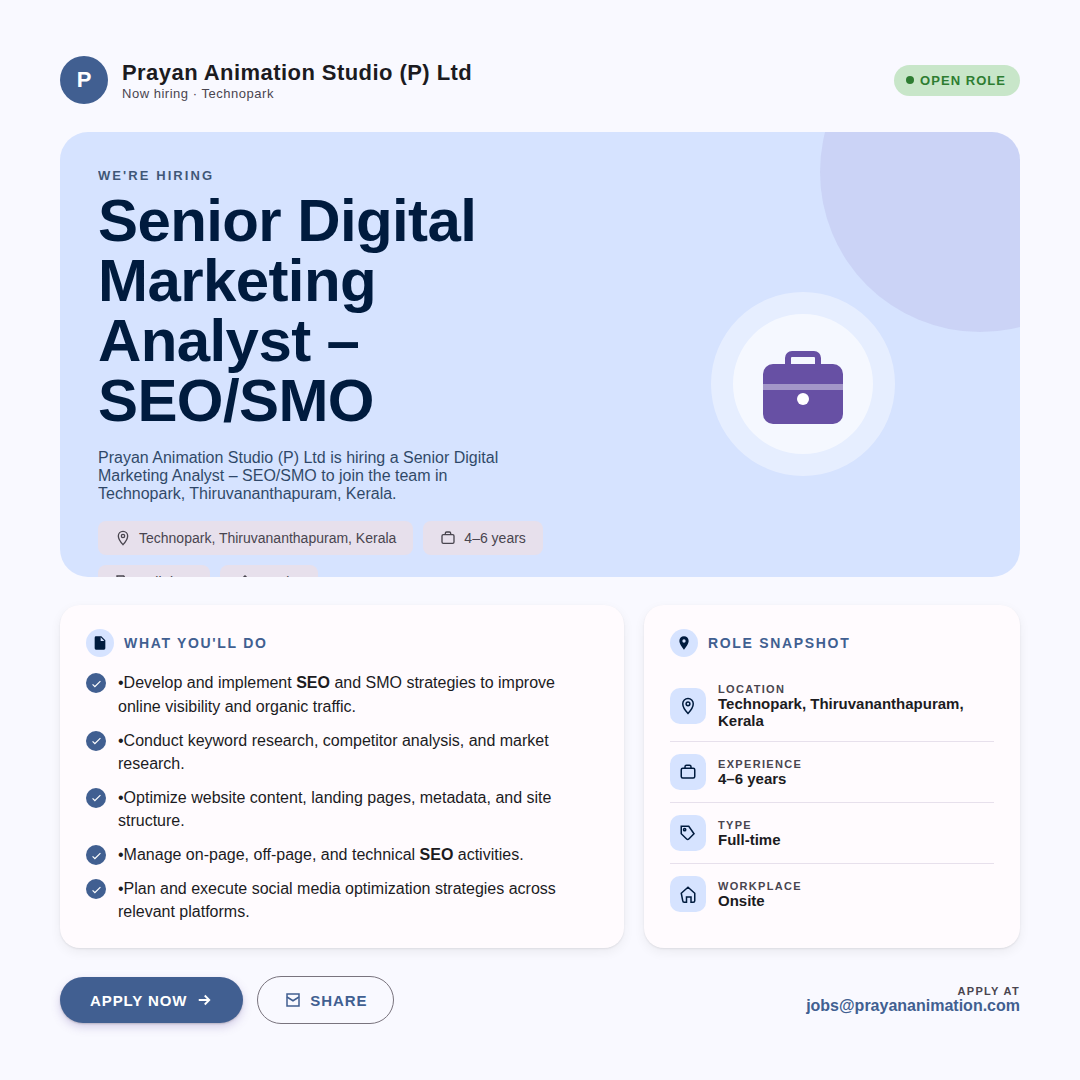 P
Prayan Animation Studio (P) Ltd
Now hiring · Technopark
OPEN ROLE
WE'RE HIRING
Senior Digital
Marketing
Analyst –
SEO/SMO
Prayan Animation Studio (P) Ltd is hiring a Senior Digital
Marketing Analyst – SEO/SMO to join the team in
Technopark, Thiruvananthapuram, Kerala.
Technopark, Thiruvananthapuram, Kerala
4–6 years
WHAT YOU'LL DO
•Develop and implement SEO and SMO strategies to improve
online visibility and organic traffic.
•Conduct keyword research, competitor analysis, and market
research.
•Optimize website content, landing pages, metadata, and site
structure.
•Manage on-page, off-page, and technical SEO activities.
•Plan and execute social media optimization strategies across
relevant platforms.
ROLE SNAPSHOT
LOCATION
Technopark, Thiruvananthapuram,
Kerala
EXPERIENCE
4–6 years
TYPE
Full-time
WORKPLACE
Onsite
APPLY NOW
SHARE
APPLY AT
jobs@prayananimation.com